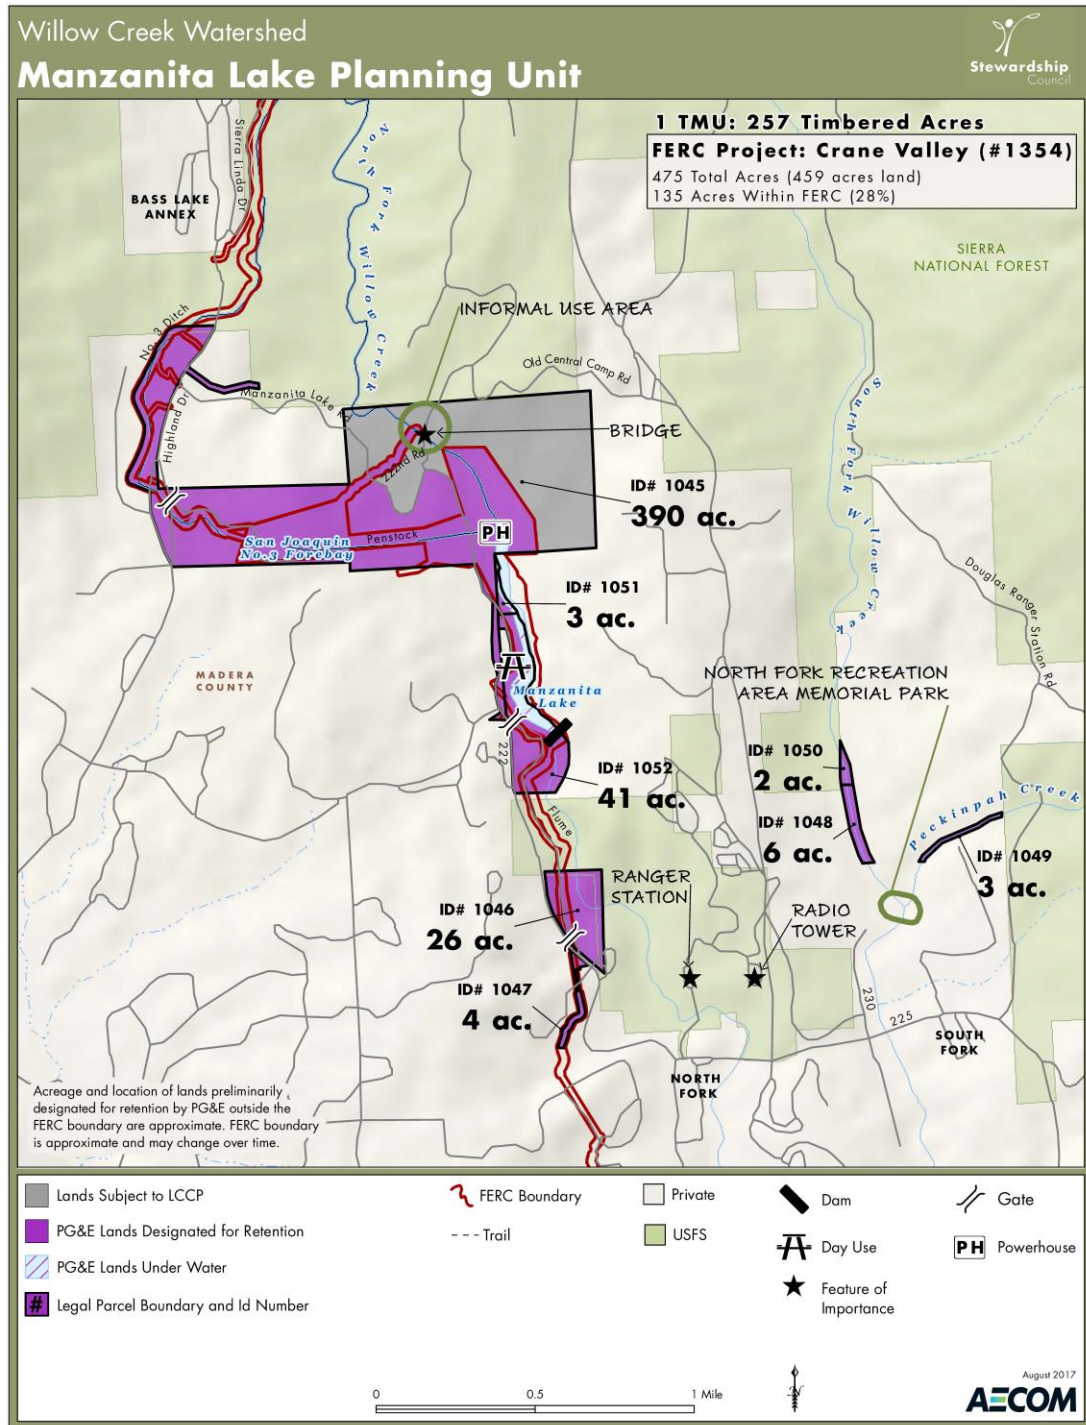 Willow Creek Watershed
Manzanita Lake Planning Unit
Stewardship
Council
1 TMU: 257 Timbered Acres
FERC Project: Crane Valley (#1354)
475 Total Acres (459 acres land)
135 Acres Within FERC (28%)
Sierra Linda Dr
North Fork Willow Creek
BASS LAKE
ANNEX
SIERRA
NATIONAL FOREST
INFORMAL USE AREA
No. 3 Ditch
Old Central Camp Rd
Manzanita Lake Rd
Highland Dr
BRIDGE
222nd Rd
South Fork Willow Creek
ID# 1045
390 ac.
PH
Penstock
San Joaquin
No.3 Forebay
Douglas Ranger Station Rd
ID# 1051
3 ac.
MADERA
COUNTY
NORTH FORK RECREATION
AREA MEMORIAL PARK
Manzanita
Lake
222
ID# 1052
41 ac.
ID# 1050
2 ac.
Peckinpah Creek
Flume
ID# 1048
6 ac.
ID# 1049
3 ac.
RANGER
STATION
ID# 1046
26 ac.
RADIO
TOWER
ID# 1047
4 ac.
230
225
SOUTH
FORK
NORTH
FORK
Acreage and location of lands preliminarily
designated for retention by PG&E outside the
FERC boundary are approximate. FERC boundary
is approximate and may change over time.
Lands Subject to LCCP
PG&E Lands Designated for Retention
PG&E Lands Under Water
# Legal Parcel Boundary and Id Number
FERC Boundary
Trail
Private
USFS
Dam
Day Use
Feature of
Importance
Gate
PH Powerhouse
0 0.5 1 Mile
N
August 2017
AECOM